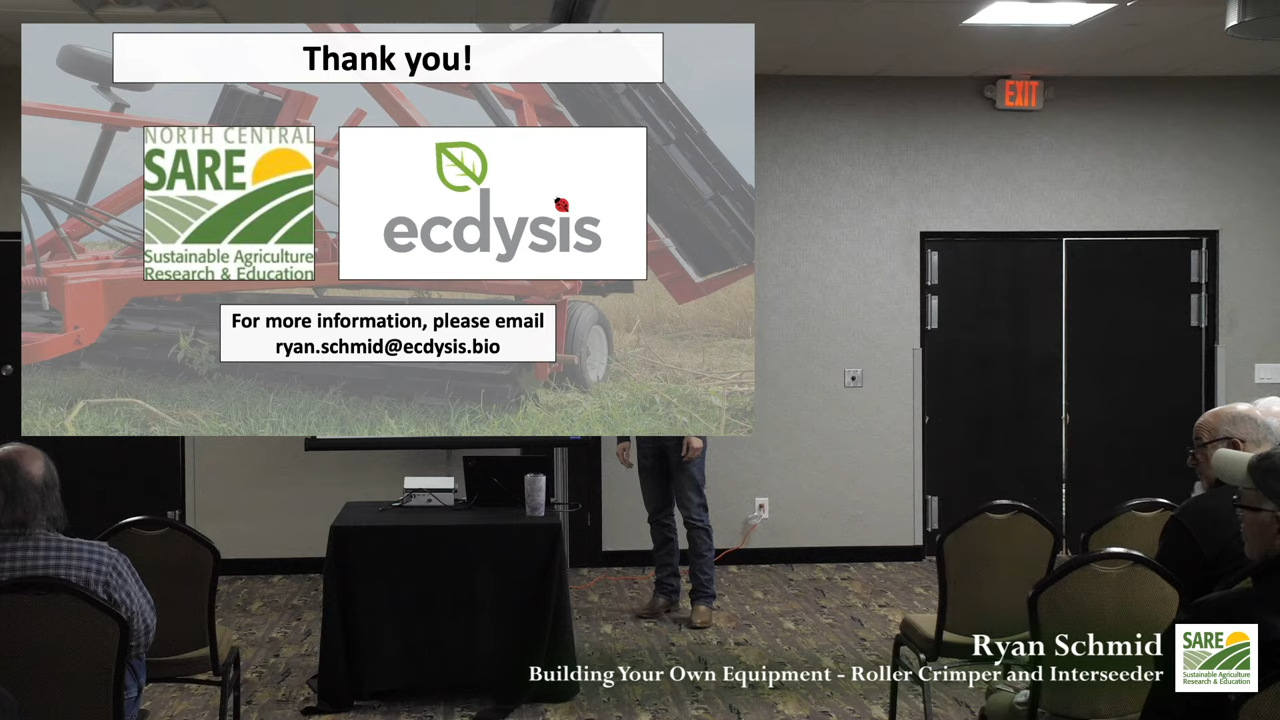 Thank you!
NORTH CENTRAL
SARE
Sustainable Agriculture
Research & Education
ecdysis
For more information, please email
ryan.schmid@ecdysis.bio
EXIT
Ryan Schmid
Building Your Own Equipment - Roller Crimper and Interseeder
SARE
Sustainable Agriculture
Research & Education